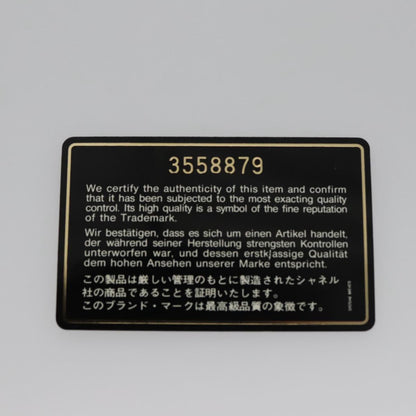 3558879
We certify the authenticity of this item and confirm
that it has been subjected to the most exacting quality
control. Its high quality is a symbol of the fine reputation
of the Trademark.
Wir bestätigen, dass es sich um einen Artikel handelt,
der während seiner Herstellung strengsten Kontrollen
unterworfen war, und dessen erstkjassige Qualität
dem hohen Ansehen unserer Marke entspricht.
この製品は厳しい管理のもとに製造されたシャネル
社の商品であることを証明いたします。
このブランド・マークは最高級品質の象徴です。